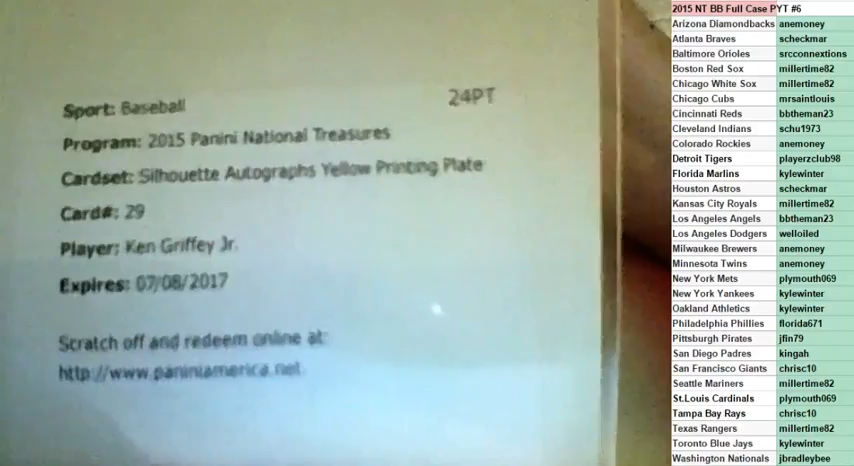 Sport: Baseball 24PT
Program: 2015 Panini National Treasures
Cardset: Silhouette Autographs Yellow Printing Plate
Card#: 29
Player: Ken Griffey Jr.
Expires: 07/08/2017
Scratch off and redeem online at:
http://www.paniniamerica.net
2015 NT BB Full Case PYT #6
Arizona Diamondbacks anemoney
Atlanta Braves scheckmar
Baltimore Orioles srcconnextions
Boston Red Sox millertime82
Chicago White Sox millertime82
Chicago Cubs mrsaintlouis
Cincinnati Reds bbtheman23
Cleveland Indians schu1973
Colorado Rockies anemoney
Detroit Tigers playerzclub98
Florida Marlins kylewinter
Houston Astros scheckmar
Kansas City Royals millertime82
Los Angeles Angels bbtheman23
Los Angeles Dodgers welloiled
Milwaukee Brewers anemoney
Minnesota Twins anemoney
New York Mets plymouth069
New York Yankees kylewinter
Oakland Athletics kylewinter
Philadelphia Phillies florida671
Pittsburgh Pirates jfin79
San Diego Padres kingah
San Francisco Giants chrisc10
Seattle Mariners millertime82
St.Louis Cardinals plymouth069
Tampa Bay Rays chrisc10
Texas Rangers millertime82
Toronto Blue Jays kylewinter
Washington Nationals jbradleybee